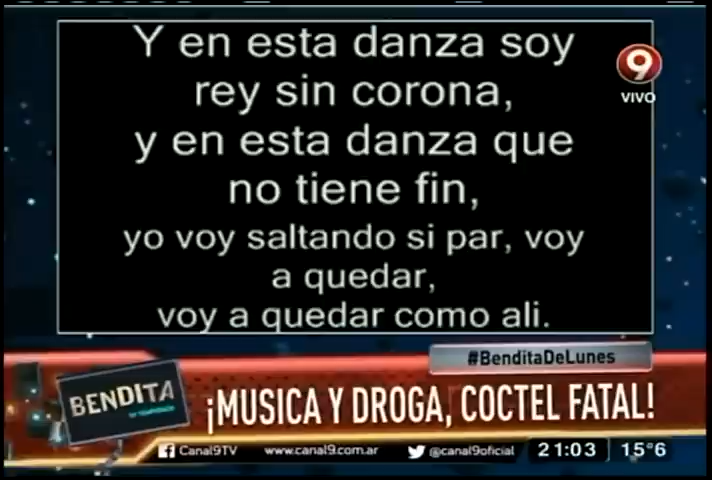 Y en esta danza soy
rey sin corona,
y en esta danza que
no tiene fin,
yo voy saltando si par, voy
a quedar,
voy a quedar como ali.
9
VIVO
#BenditaDeLunes
BENDITA
¡MUSICA Y DROGA, COCTEL FATAL!
Canal9TV www.canal9.com.ar @canal9oficial 21:03 15°6